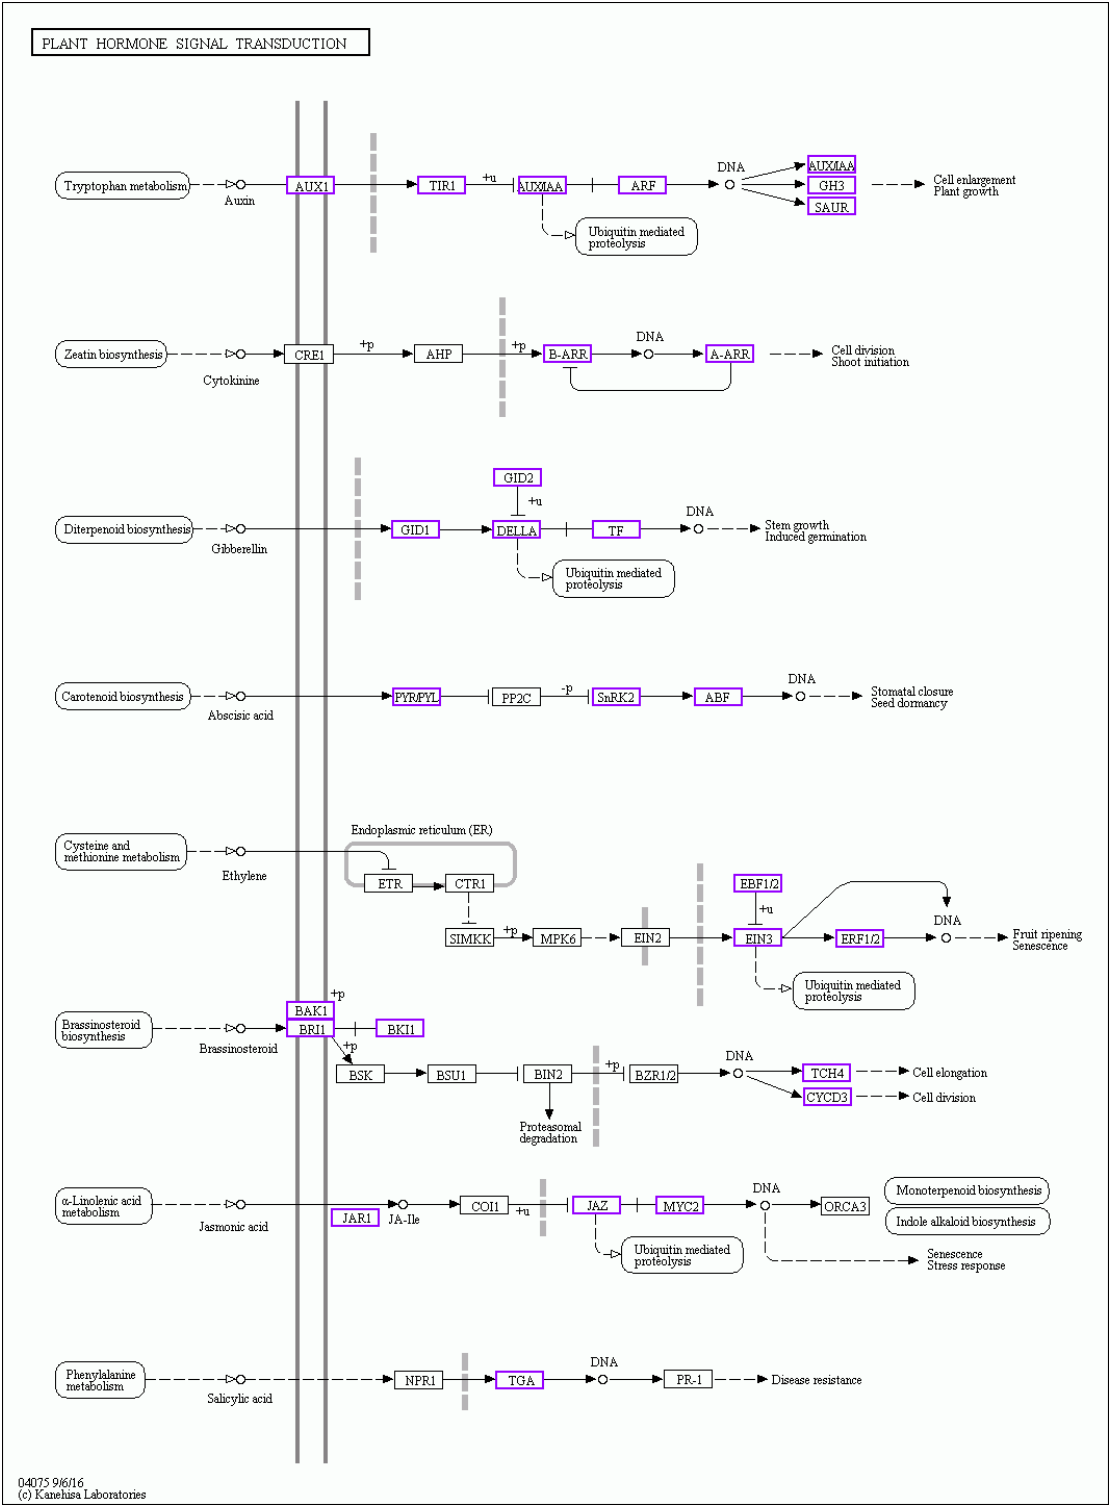 PLANT HORMONE SIGNAL TRANSDUCTION
Tryptophan metabolism
Auxin
AUX1
TIR1
+u
AUX/IAA
ARF
DNA
AUX/IAA
GH3
SAUR
Cell enlargement
Plant growth
Ubiquitin mediated
proteolysis
Zeatin biosynthesis
Cytokinine
CRE1
+p
AHP
+p
B-ARR
DNA
A-ARR
Cell division
Shoot initiation
GID2
+u
Diterpenoid biosynthesis
Gibberellin
GID1
DELLA
TF
DNA
Stem growth
Induced germination
Ubiquitin mediated
proteolysis
Carotenoid biosynthesis
Abscisic acid
PYR/PYL
PP2C
-p
SnRK2
ABF
DNA
Stomatal closure
Seed dormancy
Endoplasmic reticulum (ER)
Cysteine and
methionine metabolism
Ethylene
ETR
CTR1
SIMKK
+p
MPK6
EIN2
EBF1/2
+u
EIN3
ERF1/2
DNA
Fruit ripening
Senescence
Ubiquitin mediated
proteolysis
Brassinosteroid
biosynthesis
Brassinosteroid
BAK1
+p
BRI1
BKI1
+p
BSK
BSU1
BIN2
+p
BZR1/2
DNA
TCH4
Cell elongation
CYCD3
Cell division
Proteasomal
degradation
α-Linolenic acid
metabolism
Jasmonic acid
JAR1
JA-Ile
COI1
+u
JAZ
MYC2
DNA
ORCA3
Monoterpenoid biosynthesis
Indole alkaloid biosynthesis
Ubiquitin mediated
proteolysis
Senescence
Stress response
Phenylalanine
metabolism
Salicylic acid
NPR1
TGA
DNA
PR-1
Disease resistance
04075 9/6/16
(c) Kanehisa Laboratories